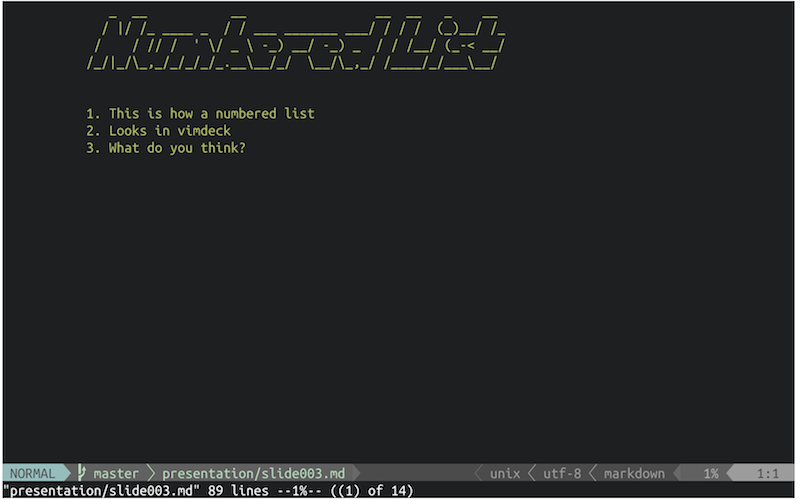 Numbered List
1. This is how a numbered list
2. Looks in vimdeck
3. What do you think?
NORMAL master presentation/slide003.md unix utf-8 markdown 1% 1:1
"presentation/slide003.md" 89 lines --1%-- ((1) of 14)